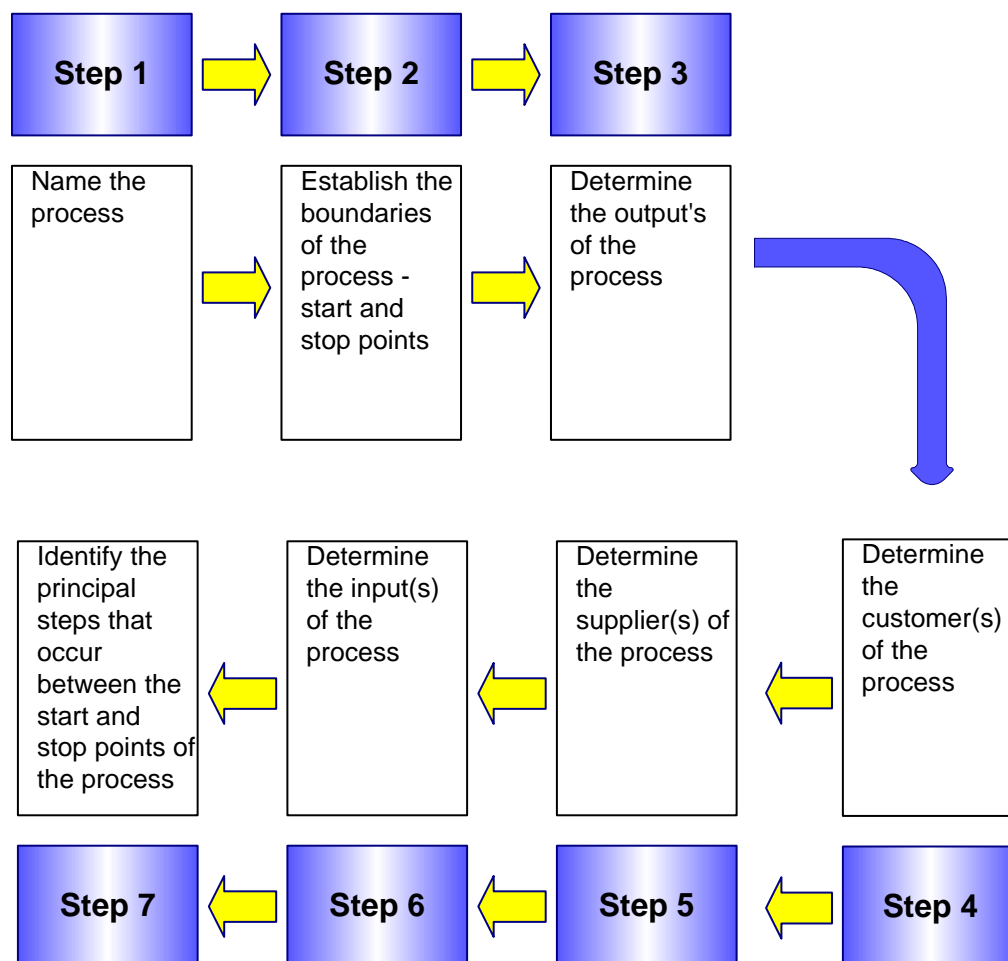 Step 1
Step 2
Step 3
Name the
process
Establish the
boundaries
of the
process -
start and
stop points
Determine
the output's
of the
process
Determine
the
customer(s)
of the
process
Determine
the
supplier(s) of
the process
Determine
the input(s)
of the
process
Identify the
principal
steps that
occur
between the
start and
stop points of
the process
Step 4
Step 5
Step 6
Step 7